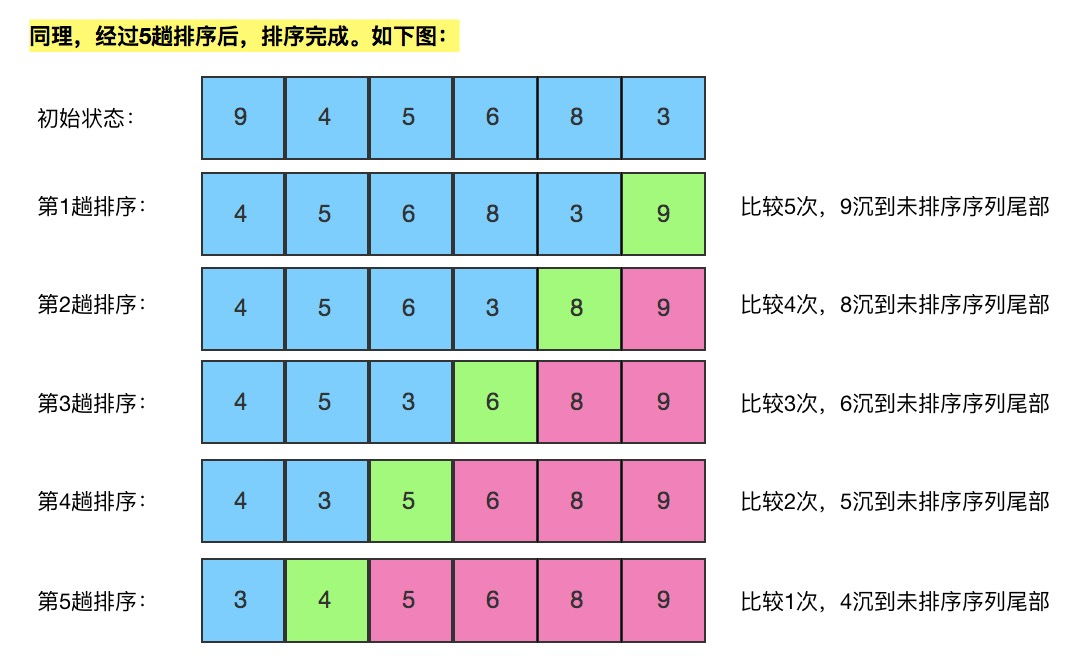 同理，经过5趟排序后，排序完成。如下图：
初始状态： 9 4 5 6 8 3
第1趟排序： 4 5 6 8 3 9 比较5次，9沉到未排序序列尾部
第2趟排序： 4 5 6 3 8 9 比较4次，8沉到未排序序列尾部
第3趟排序： 4 5 3 6 8 9 比较3次，6沉到未排序序列尾部
第4趟排序： 4 3 5 6 8 9 比较2次，5沉到未排序序列尾部
第5趟排序： 3 4 5 6 8 9 比较1次，4沉到未排序序列尾部